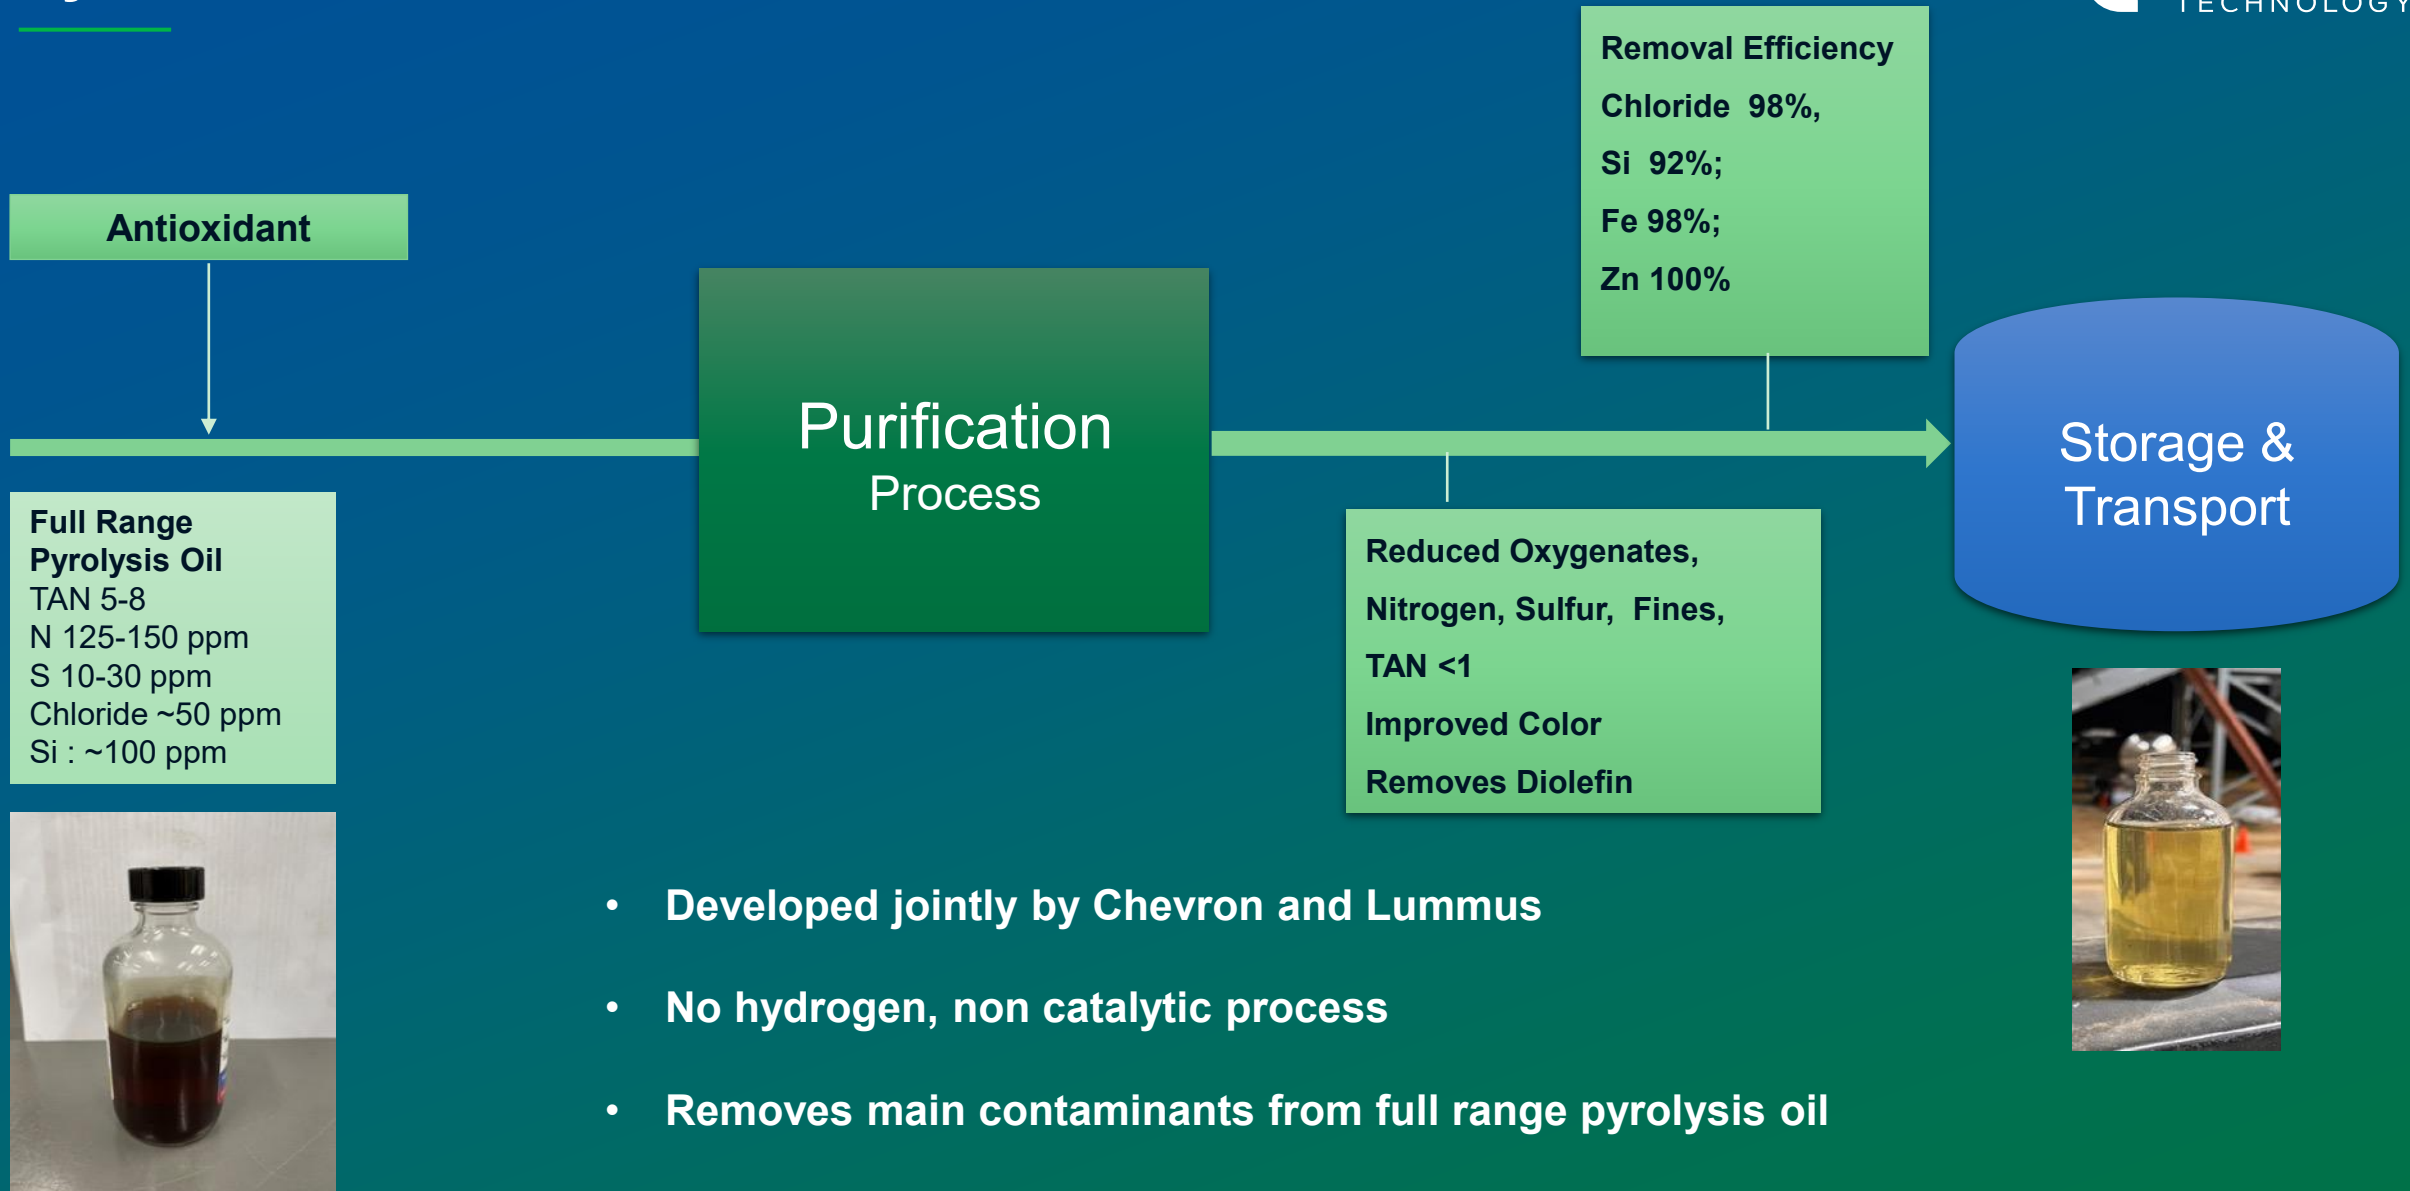 TECHNOLOGY
Antioxidant
Full Range
Pyrolysis Oil
TAN 5-8
N 125-150 ppm
S 10-30 ppm
Chloride ~50 ppm
Si : ~100 ppm
Purification
Process
Removal Efficiency
Chloride  98%,
Si  92%;
Fe 98%;
Zn 100%
Reduced Oxygenates,
Nitrogen, Sulfur,  Fines,
TAN <1
Improved Color
Removes Diolefin
Storage &
Transport
• Developed jointly by Chevron and Lummus
• No hydrogen, non catalytic process
• Removes main contaminants from full range pyrolysis oil